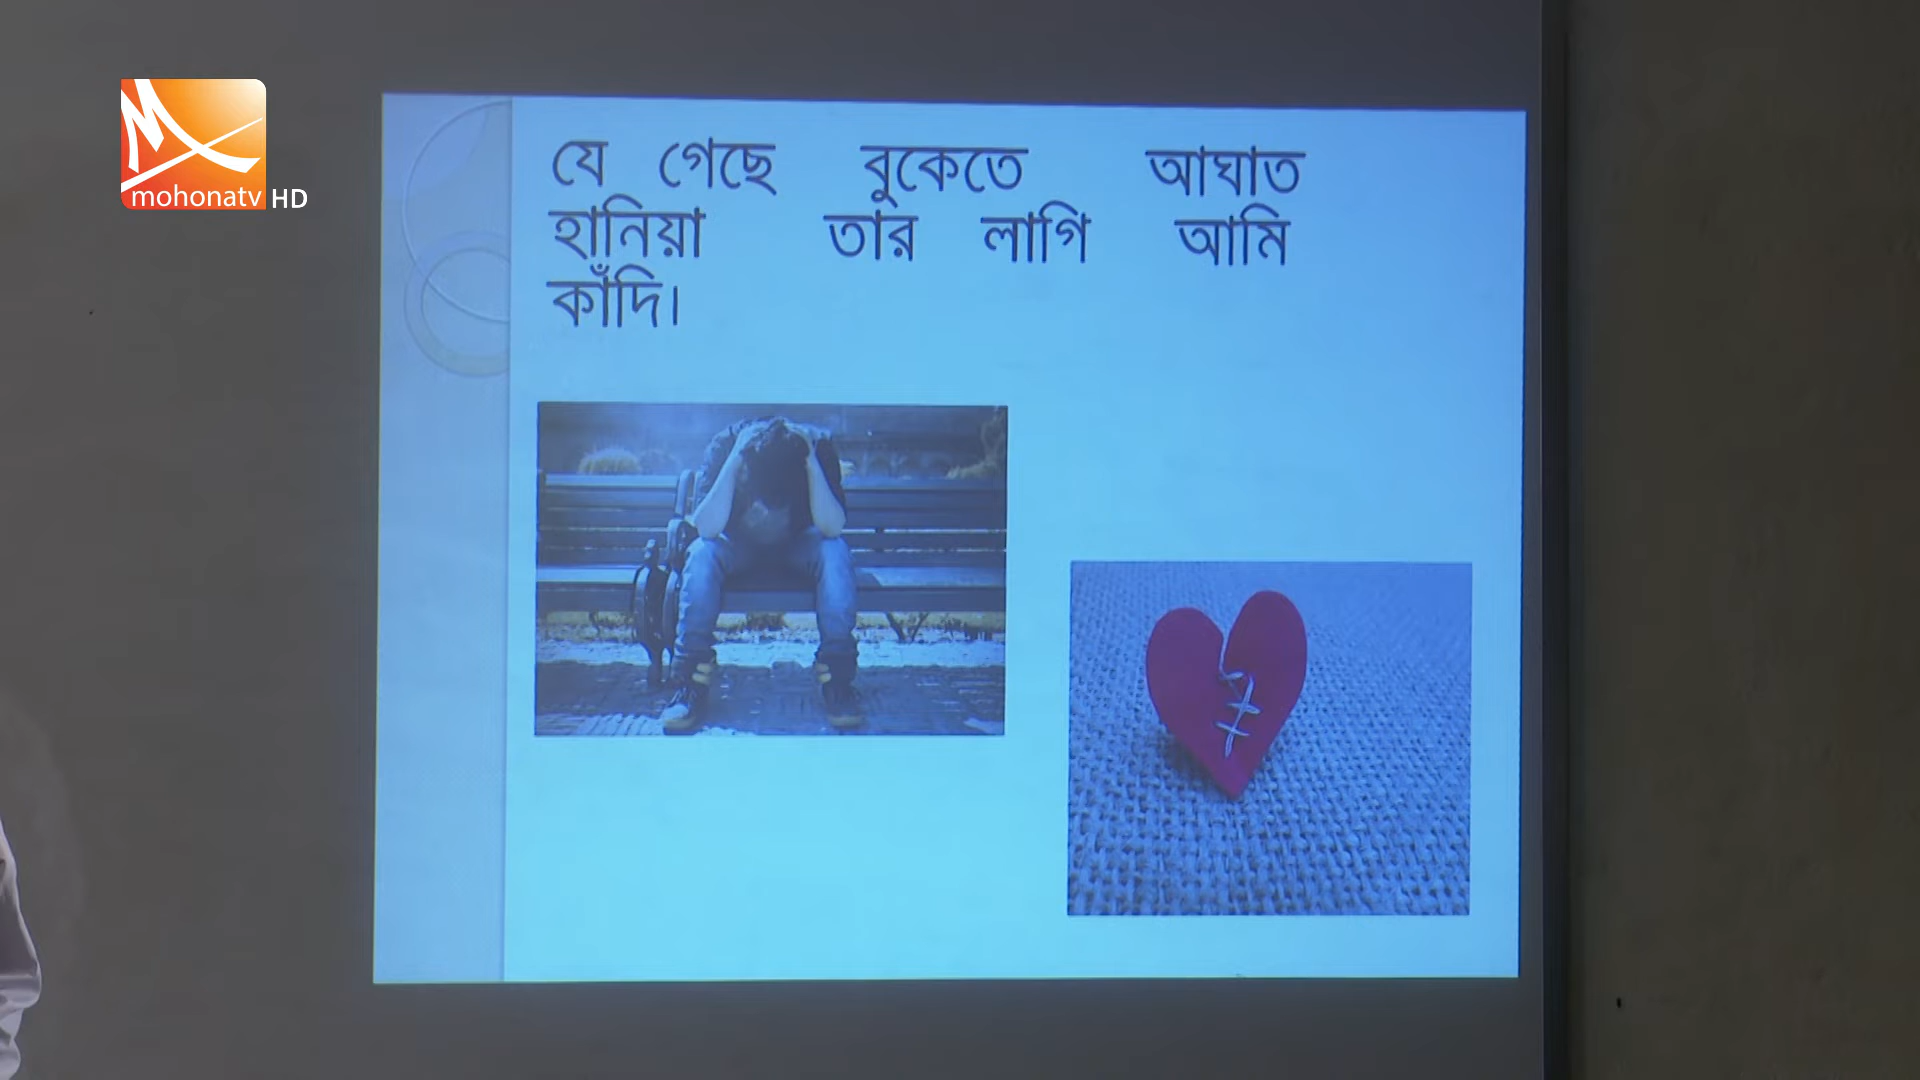 mohonatv HD
যে গেছে বুকেতে আঘাত
হানিয়া তার লাগি আমি
কাঁদি।